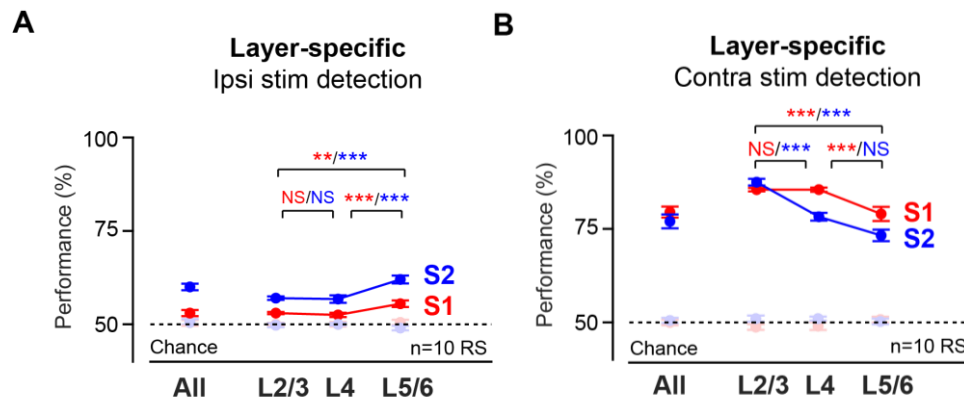 A
Layer-specific
Ipsi stim detection
**/***
NS/NS
***/***
100
75
50
Performance (%)
S2
S1
Chance
n=10 RS
All
L2/3
L4
L5/6
B
Layer-specific
Contra stim detection
***/***
NS/***
***/NS
100
75
50
Performance (%)
S1
S2
Chance
n=10 RS
All
L2/3
L4
L5/6